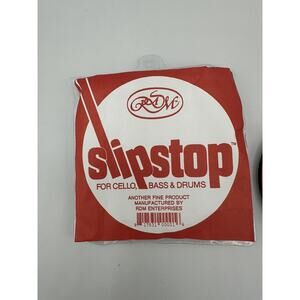 RDM
slipstop™
FOR CELLO, BASS & DRUMS
ANOTHER FINE PRODUCT
MANUFACTURED BY
RDM ENTERPRISES